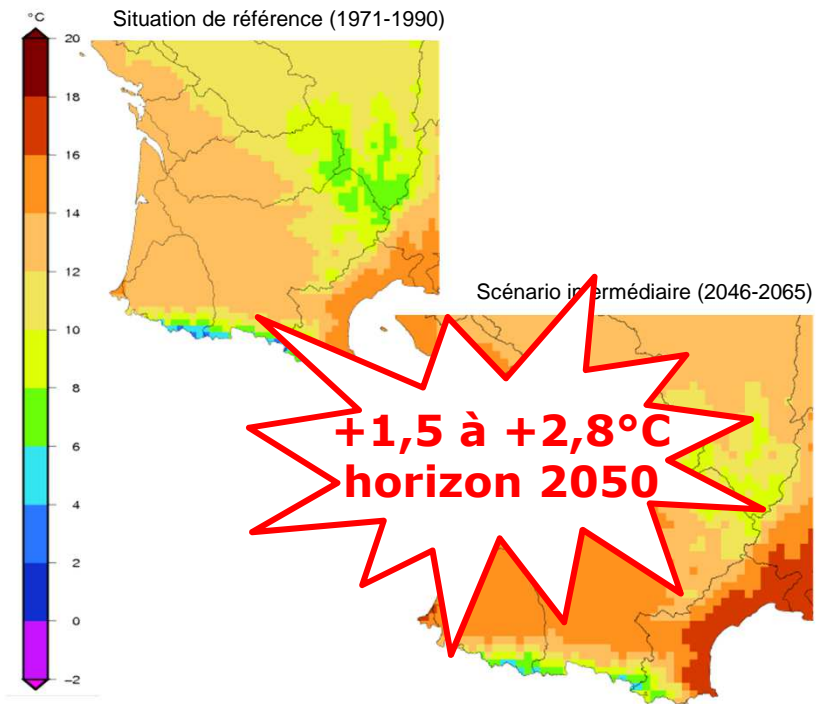 °C
Situation de référence (1971-1990)
20
18
16
14
12
10
8
6
4
2
0
−2
Scénario intermédiaire (2046-2065)
+1,5 à +2,8°C
horizon 2050